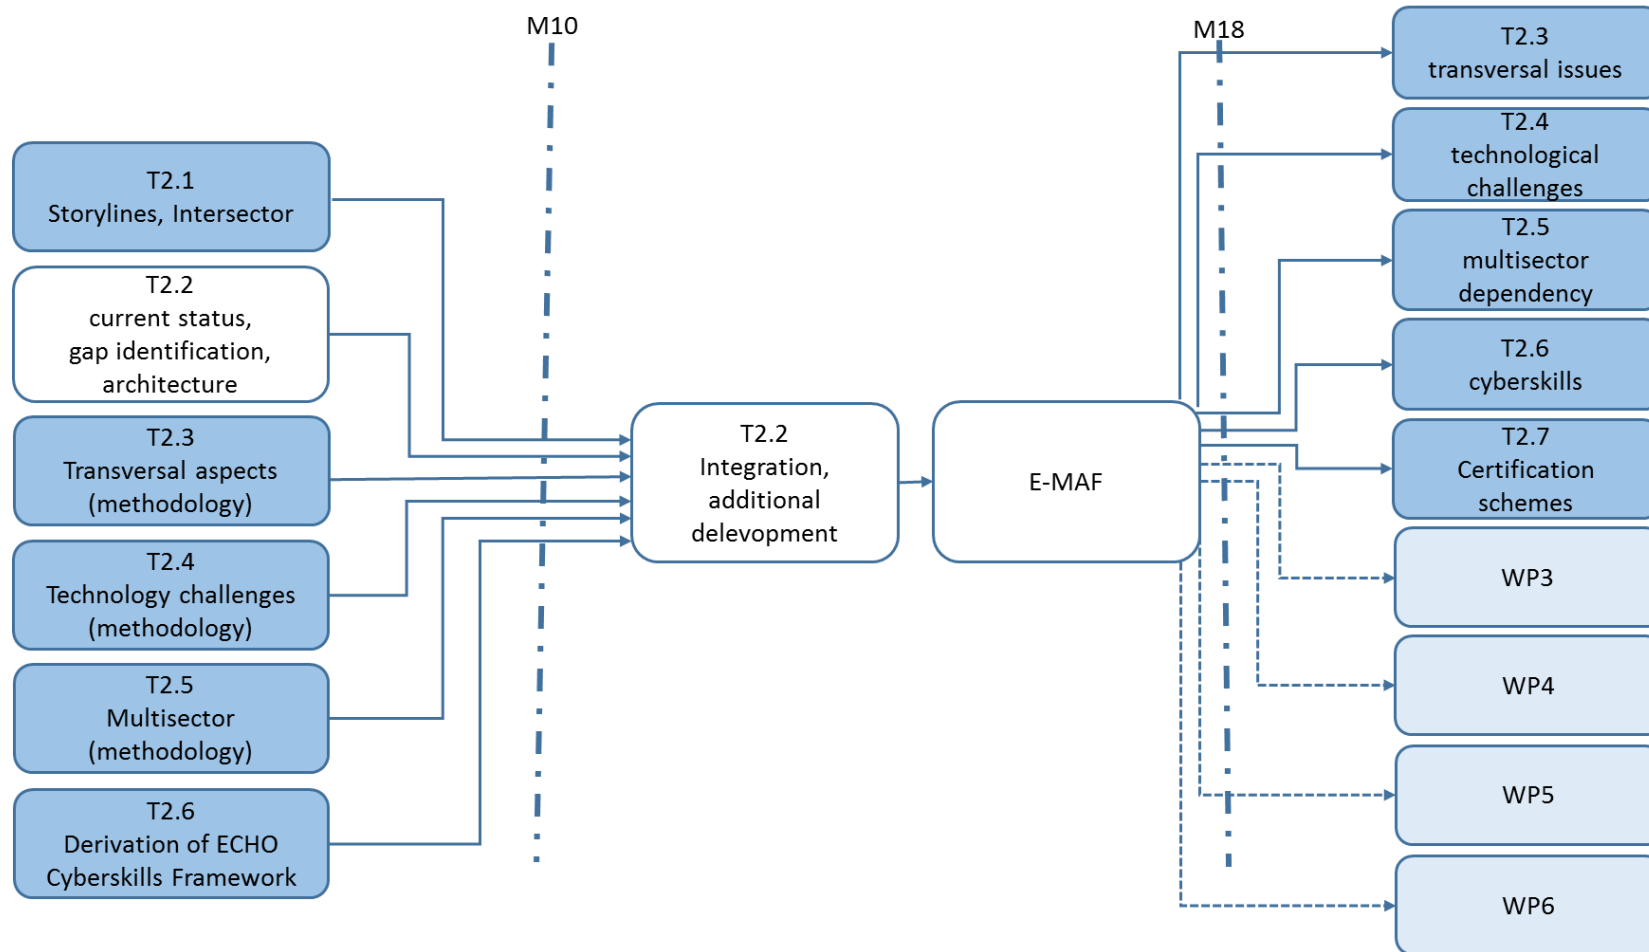 M10
M18
T2.1
Storylines, Intersector
T2.2
current status,
gap identification,
architecture
T2.3
Transversal aspects
(methodology)
T2.4
Technology challenges
(methodology)
T2.5
Multisector
(methodology)
T2.6
Derivation of ECHO
Cyberskills Framework
T2.2
Integration,
additional
delevopment
E-MAF
T2.3
transversal issues
T2.4
technological
challenges
T2.5
multisector
dependency
T2.6
cyberskills
T2.7
Certification
schemes
WP3
WP4
WP5
WP6